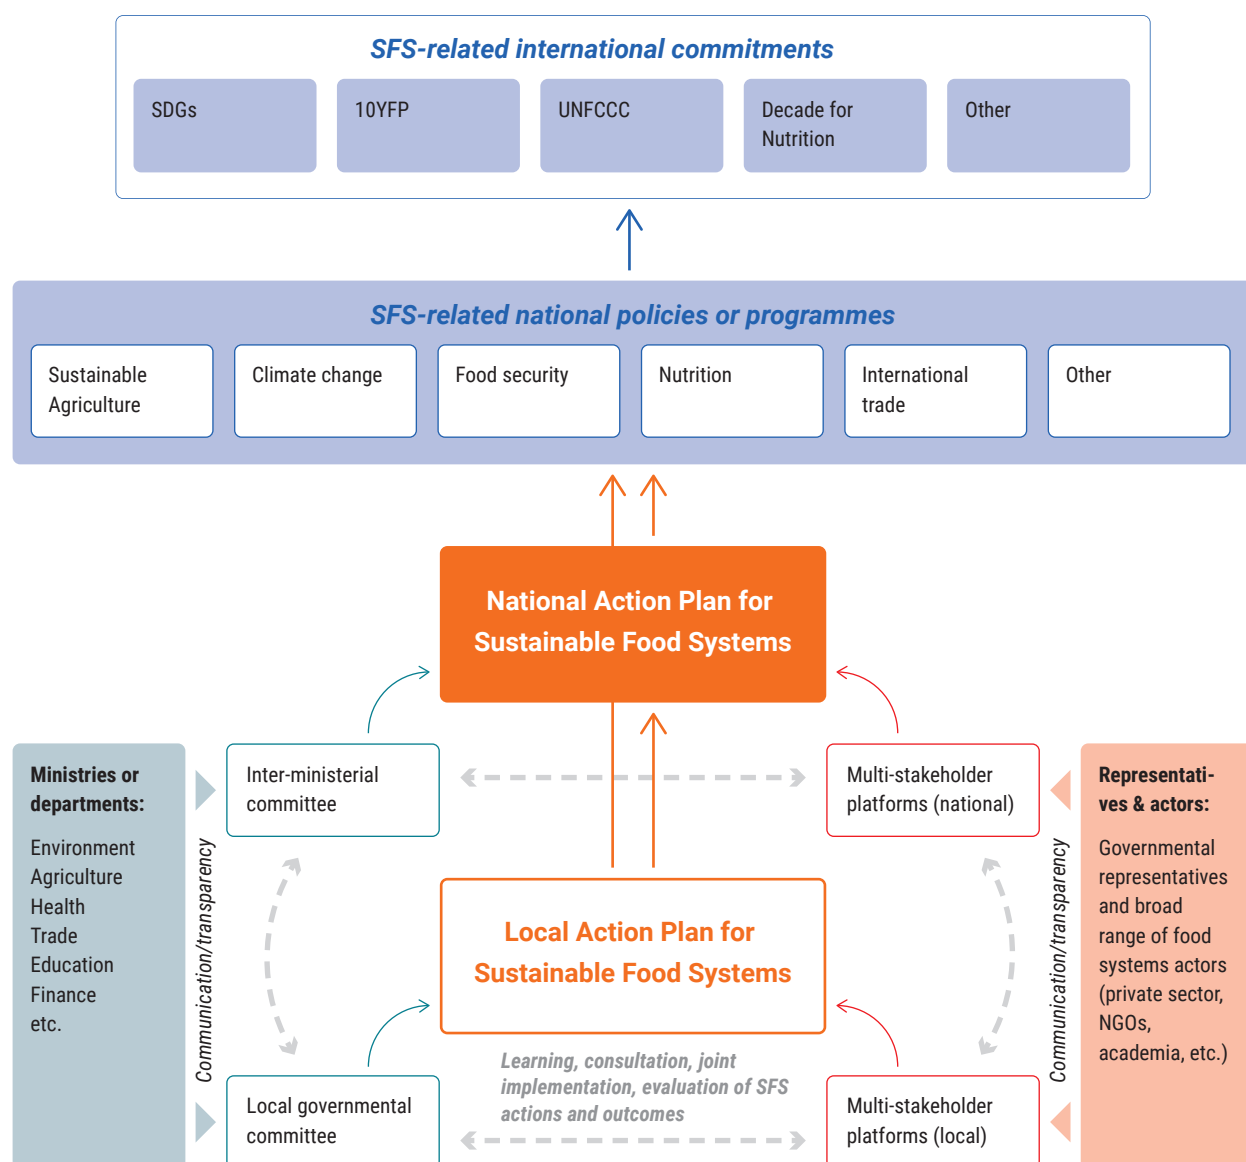 SFS-related international commitments
SDGs
10YFP
UNFCCC
Decade for
Nutrition
Other
SFS-related national policies or programmes
Sustainable
Agriculture
Climate change
Food security
Nutrition
International
trade
Other
National Action Plan for
Sustainable Food Systems
Ministries or
departments:
Environment
Agriculture
Health
Trade
Education
Finance
etc.
Communication/transparency
Inter-ministerial
committee
Multi-stakeholder
platforms (national)
Local Action Plan for
Sustainable Food Systems
Learning, consultation, joint
implementation, evaluation of SFS
actions and outcomes
Local governmental
committee
Multi-stakeholder
platforms (local)
Communication/transparency
Representati-
ves & actors:
Governmental
representatives
and broad
range of food
systems actors
(private sector,
NGOs,
academia, etc.)